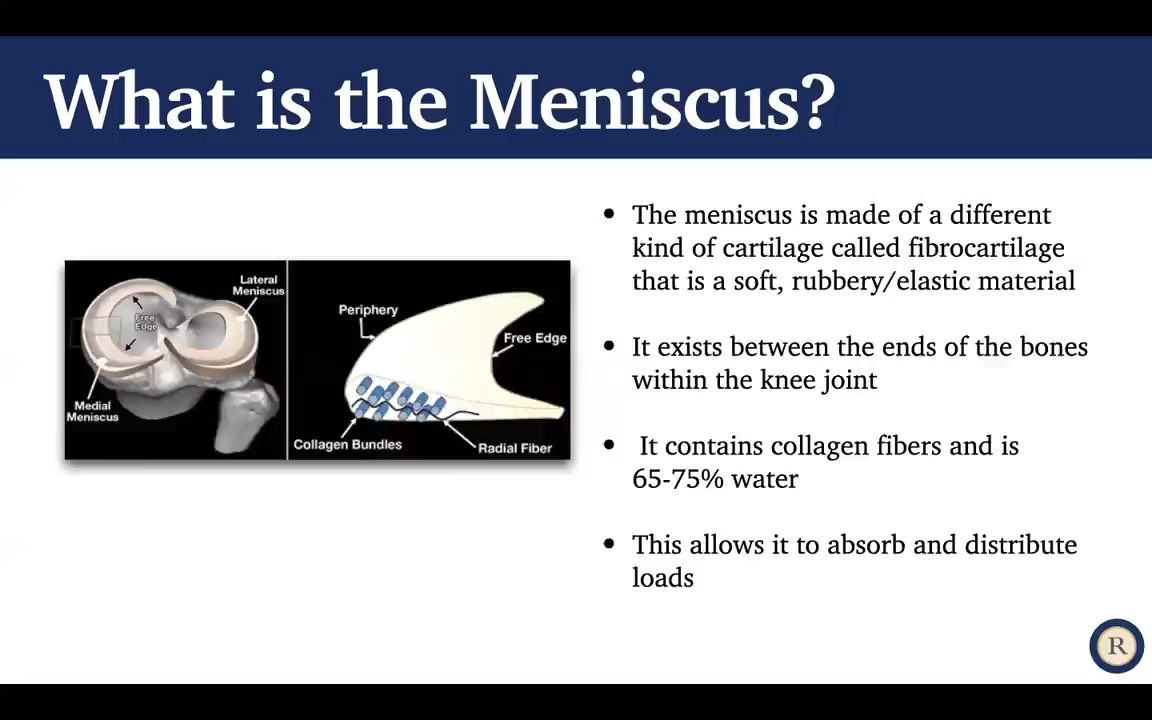 What is the Meniscus?
Lateral
Meniscus
Free
Edge
Medial
Meniscus
Periphery
Free Edge
Collagen Bundles
Radial Fiber
• The meniscus is made of a different
kind of cartilage called fibrocartilage
that is a soft, rubbery/elastic material
• It exists between the ends of the bones
within the knee joint
• It contains collagen fibers and is
65-75% water
• This allows it to absorb and distribute
loads
R